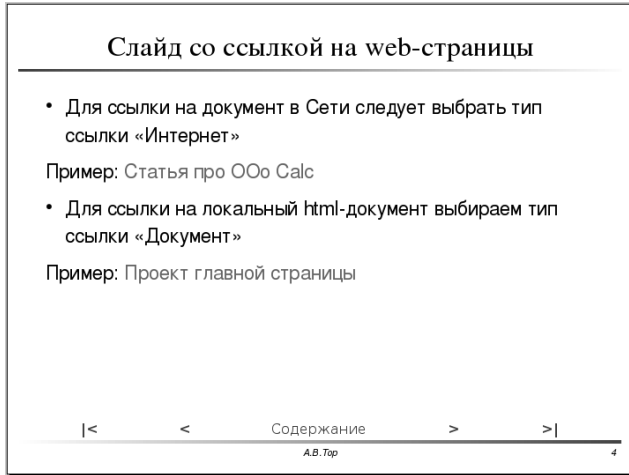 Слайд со ссылкой на web-страницы
• Для ссылки на документ в Сети следует выбрать тип
ссылки «Интернет»
Пример: Статья про OOo Calc
• Для ссылки на локальный html-документ выбираем тип
ссылки «Документ»
Пример: Проект главной страницы
|< < Содержание > >|
А.В.Тор 4